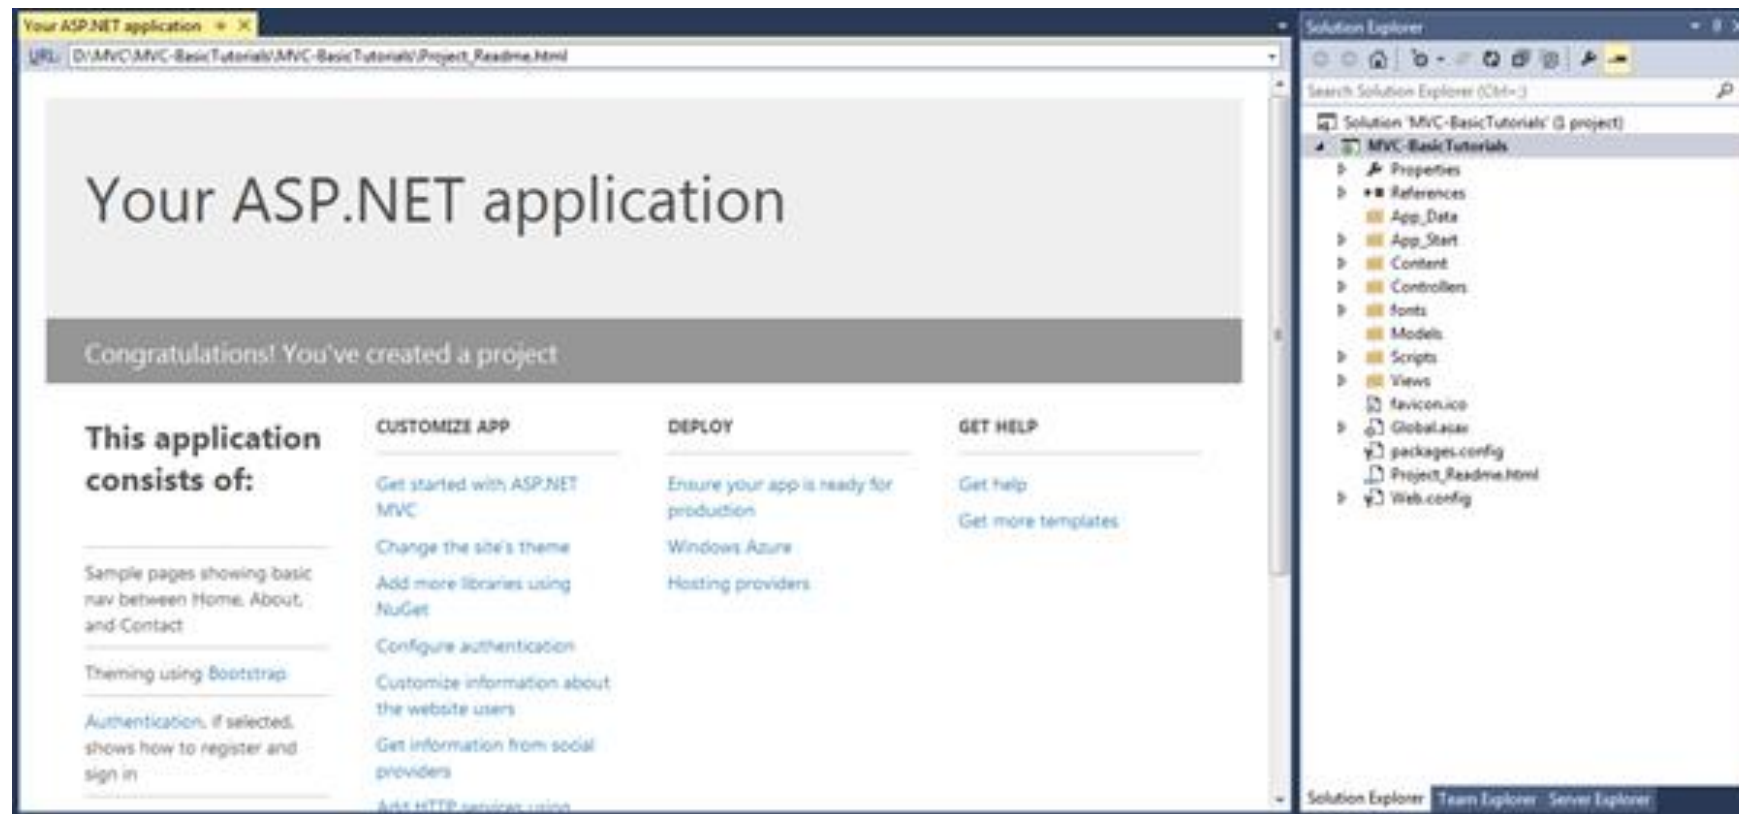 Your ASP.NET application
URL: D:\MVC\MVC-BasicTutorials\MVC-BasicTutorials\Project_Readme.html
Your ASP.NET application
Congratulations! You've created a project
This application
consists of:
Sample pages showing basic
nav between Home, About,
and Contact
Theming using Bootstrap
Authentication, if selected,
shows how to register and
sign in
CUSTOMIZE APP
Get started with ASP.NET
MVC
Change the site's theme
Add more libraries using
NuGet
Configure authentication
Customize information about
the website users
Get information from social
providers
Add HTTP services using
DEPLOY
Ensure your app is ready for
production
Windows Azure
Hosting providers
GET HELP
Get help
Get more templates
Solution Explorer
Search Solution Explorer (Ctrl+;)
Solution 'MVC-BasicTutorials' (1 project)
MVC-BasicTutorials
Properties
References
App_Data
App_Start
Content
Controllers
fonts
Models
Scripts
Views
favicon.ico
Global.asax
packages.config
Project_Readme.html
Web.config
Solution Explorer Team Explorer Server Explorer